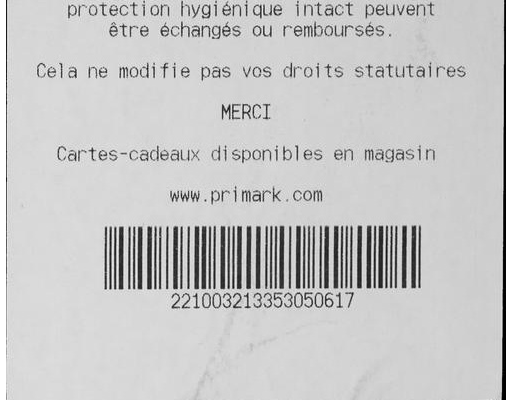 protection hygiénique intact peuvent
être échangés ou remboursés.
Cela ne modifie pas vos droits statutaires
MERCI
Cartes-cadeaux disponibles en magasin
www.primark.com
221003213353050617